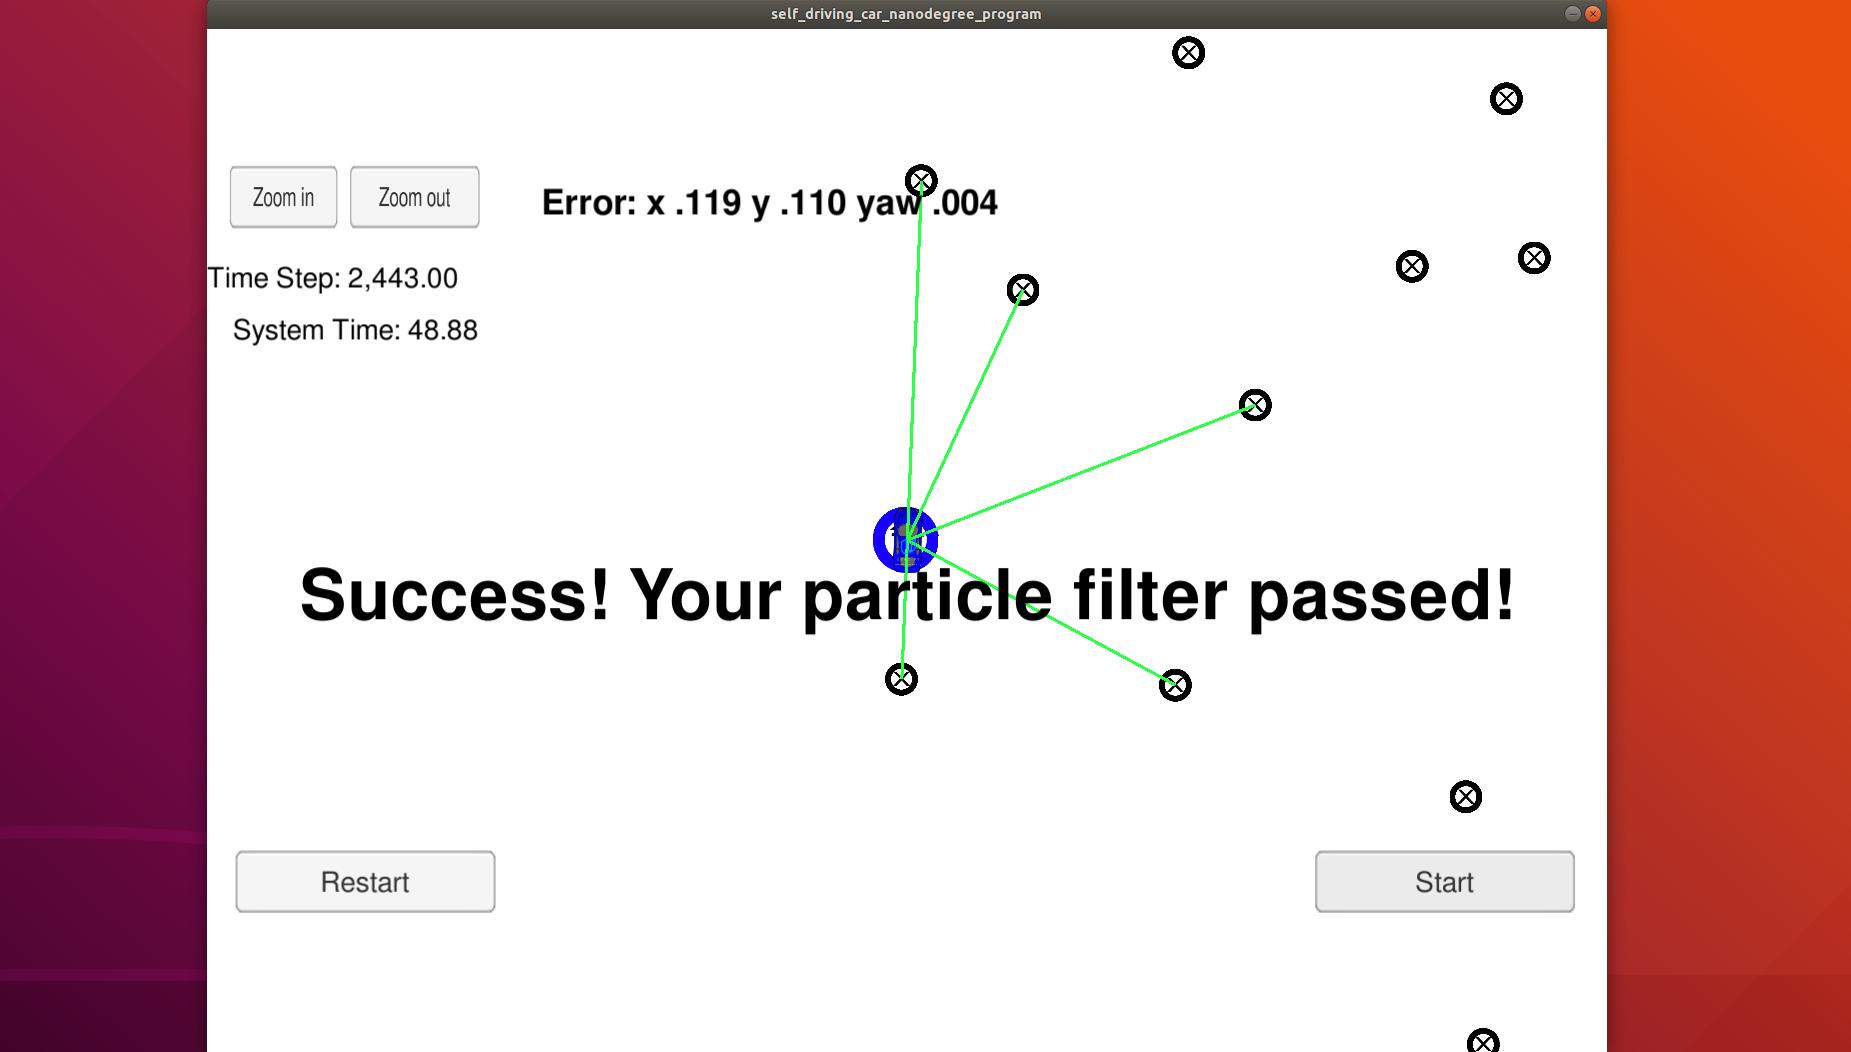 self_driving_car_nanodegree_program
Zoom in
Zoom out
Error: x .119 y .110 yaw .004
Time Step: 2,443.00
System Time: 48.88
Success! Your particle filter passed!
Restart
Start